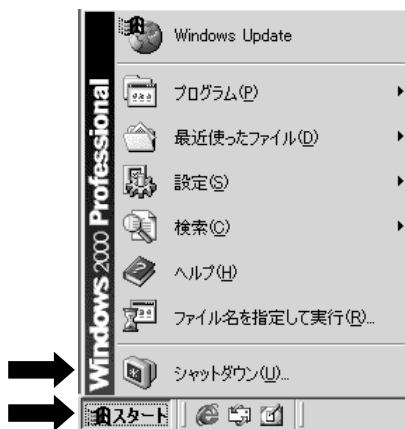 Windows 2000 Professional
Windows Update
プログラム(P)
最近使ったファイル(D)
設定(S)
検索(C)
ヘルプ(H)
ファイル名を指定して実行(R)...
シャットダウン(U)...
スタート